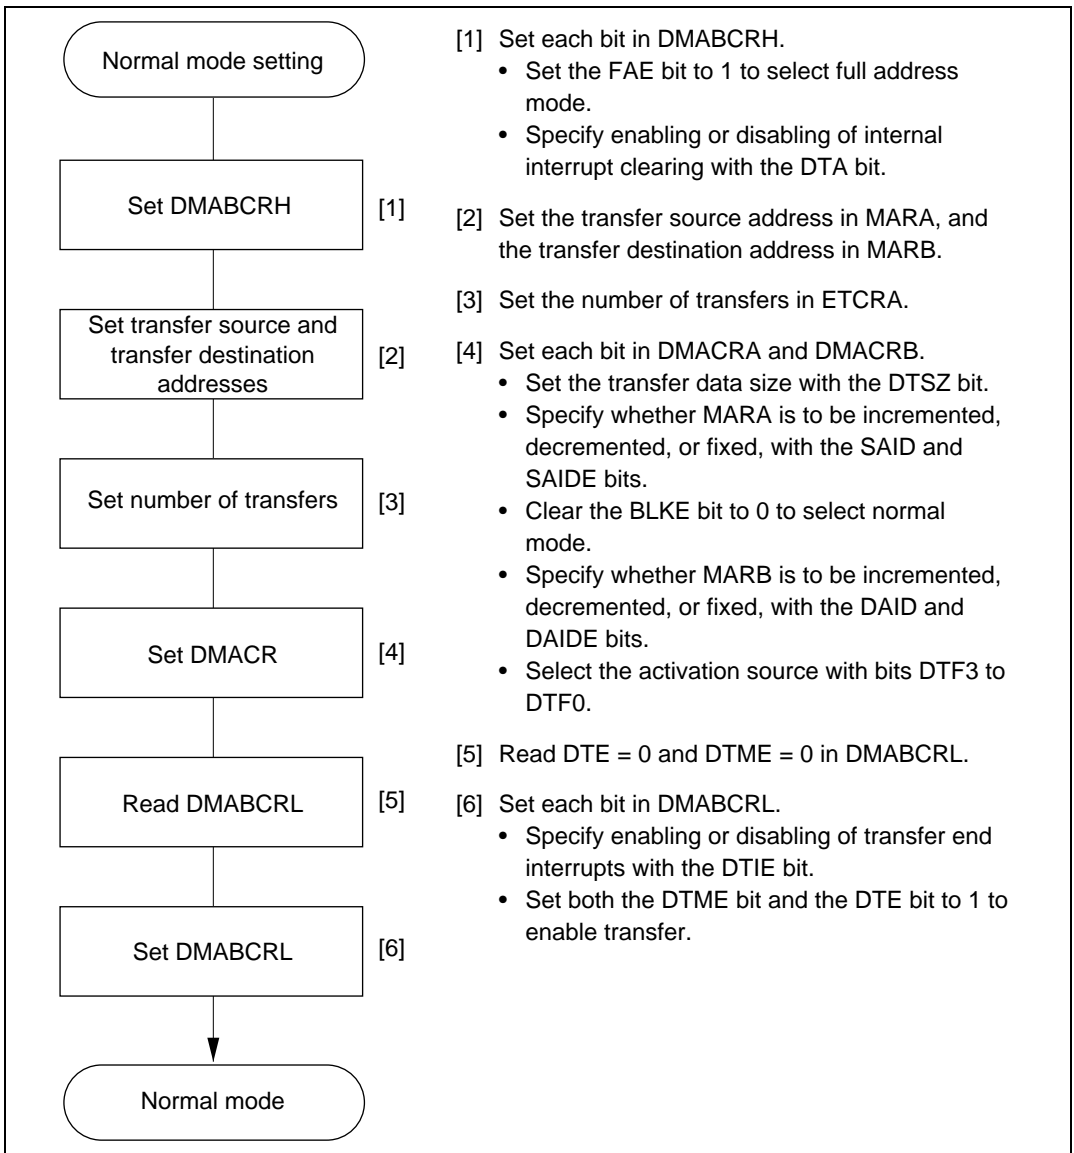 Normal mode setting
Set DMABCRH [1]
Set transfer source and
transfer destination
addresses
[2]
Set number of transfers [3]
Set DMACR [4]
Read DMABCRL [5]
Set DMABCRL [6]
Normal mode
[1] Set each bit in DMABCRH.
• Set the FAE bit to 1 to select full address
mode.
• Specify enabling or disabling of internal
interrupt clearing with the DTA bit.
[2] Set the transfer source address in MARA, and
the transfer destination address in MARB.
[3] Set the number of transfers in ETCRA.
[4] Set each bit in DMACRA and DMACRB.
• Set the transfer data size with the DTSZ bit.
• Specify whether MARA is to be incremented,
decremented, or fixed, with the SAID and
SAIDE bits.
• Clear the BLKE bit to 0 to select normal
mode.
• Specify whether MARB is to be incremented,
decremented, or fixed, with the DAID and
DAIDE bits.
• Select the activation source with bits DTF3 to
DTF0.
[5] Read DTE = 0 and DTME = 0 in DMABCRL.
[6] Set each bit in DMABCRL.
• Specify enabling or disabling of transfer end
interrupts with the DTIE bit.
• Set both the DTME bit and the DTE bit to 1 to
enable transfer.